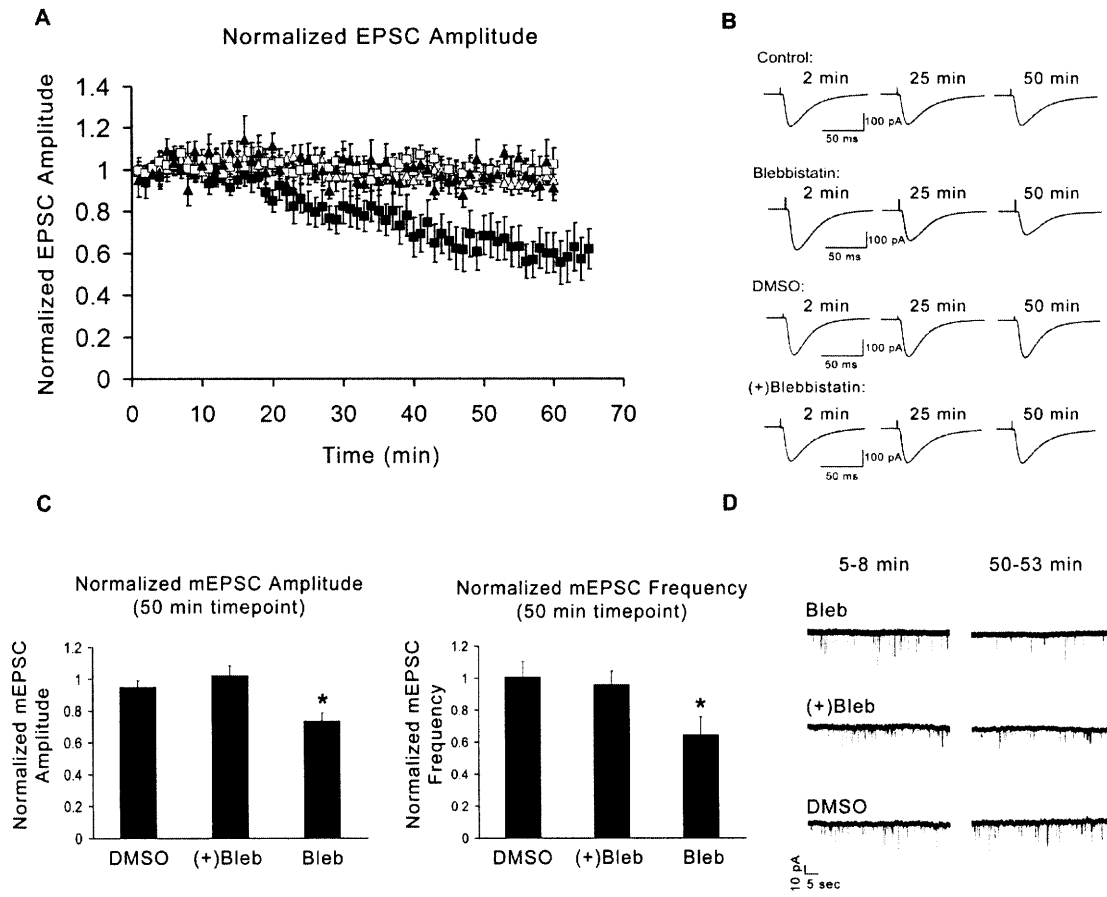 A
Normalized EPSC Amplitude
Normalized EPSC Amplitude
1.4
1.2
1
0.8
0.6
0.4
0.2
0
0 10 20 30 40 50 60 70
Time (min)
B
Control:
2 min 25 min 50 min
100 pA
50 ms
Blebbistatin:
2 min 25 min 50 min
100 pA
50 ms
DMSO:
2 min 25 min 50 min
100 pA
50 ms
(+)Blebbistatin:
2 min 25 min 50 min
100 pA
50 ms
C
Normalized mEPSC Amplitude
(50 min timepoint)
Normalized mEPSC
Amplitude
1.2
1
0.8
0.6
0.4
0.2
0
*
DMSO (+)Bleb Bleb
Normalized mEPSC Frequency
(50 min timepoint)
Normalized mEPSC
Frequency
1.2
1
0.8
0.6
0.4
0.2
0
*
DMSO (+)Bleb Bleb
D
5-8 min 50-53 min
Bleb
(+)Bleb
DMSO
10 pA
5 sec